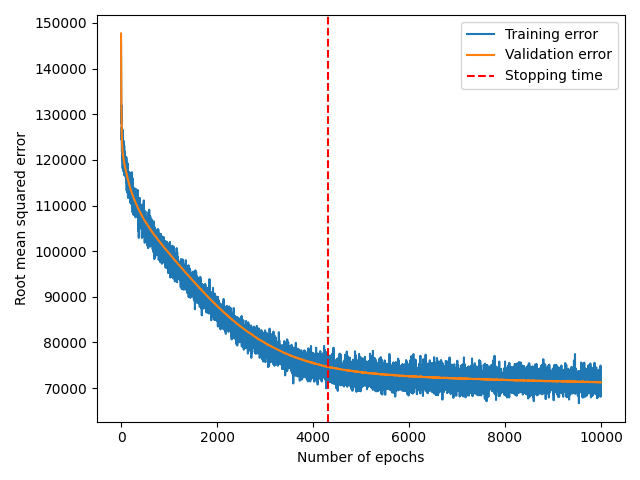 150000
140000
130000
120000
110000
100000
90000
80000
70000
Root mean squared error
Training error
Validation error
Stopping time
0 2000 4000 6000 8000 10000
Number of epochs